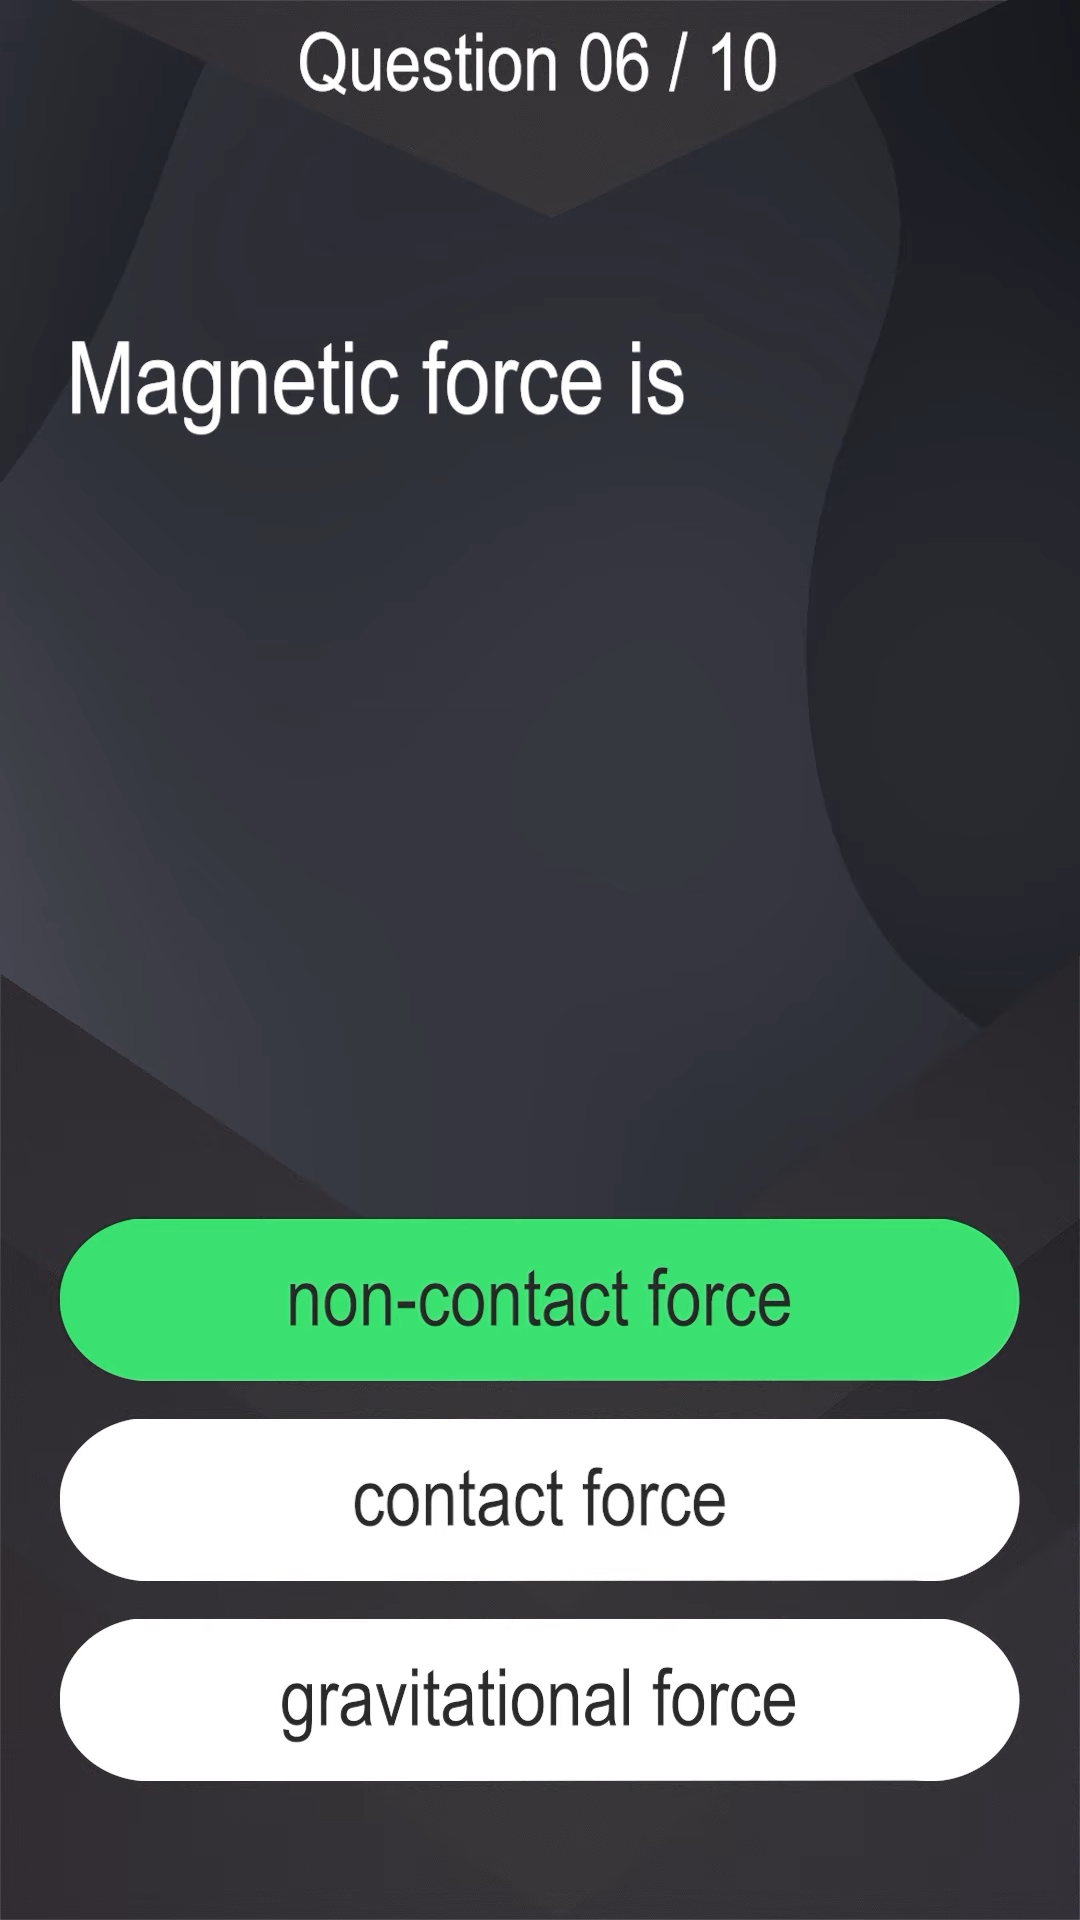 Question 06 / 10
Magnetic force is
non-contact force
contact force
gravitational force